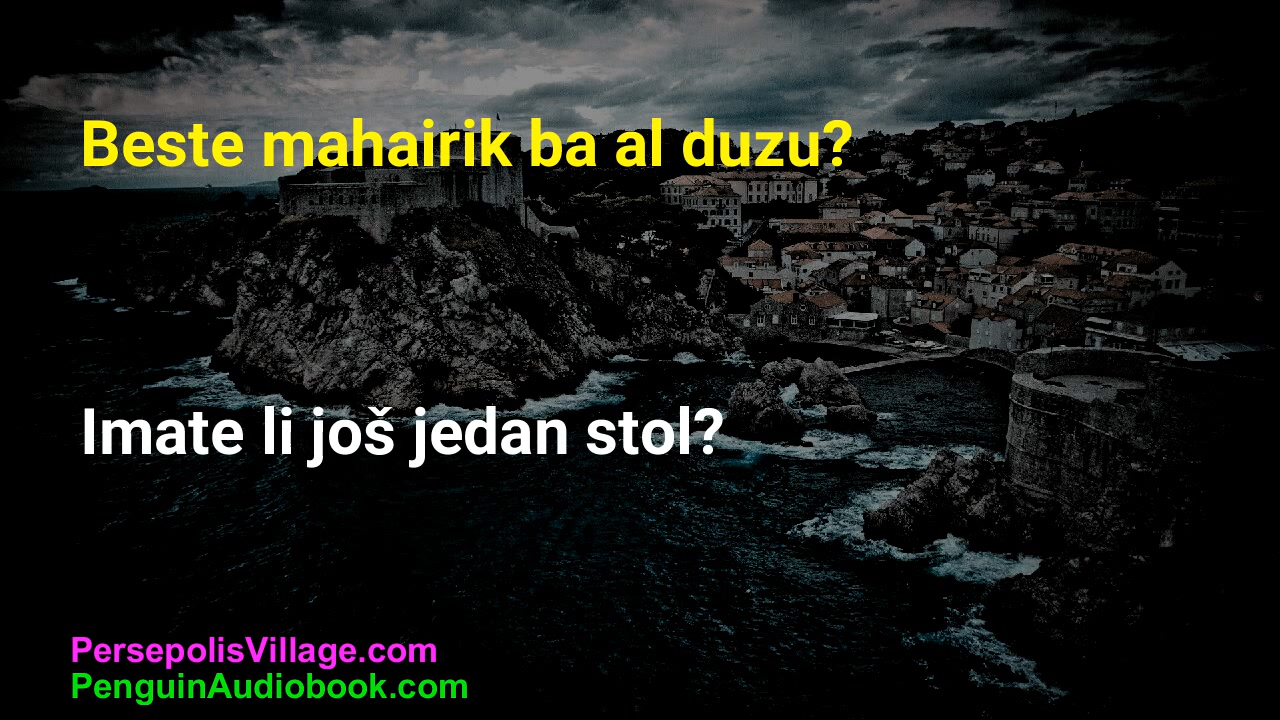 Beste mahairik ba al duzu?
Imate li još jedan stol?
PersepolisVillage.com
PenguinAudiobook.com